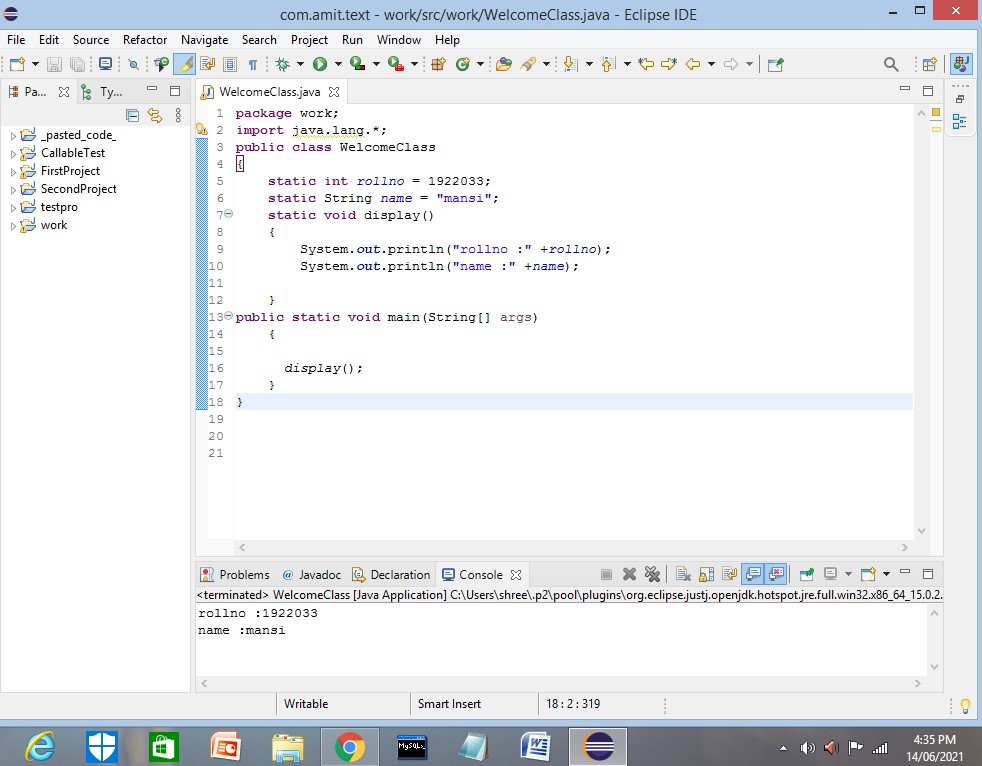 com.amit.text - work/src/work/WelcomeClass.java - Eclipse IDE
File Edit Source Refactor Navigate Search Project Run Window Help
Pa... Ty... WelcomeClass.java
_pasted_code_
CallableTest
FirstProject
SecondProject
testpro
work
1 package work;
2 import java.lang.*;
3 public class WelcomeClass
4 {
5 static int rollno = 1922033;
6 static String name = "mansi";
7 static void display()
8 {
9 System.out.println("rollno :" +rollno);
10 System.out.println("name :" +name);
11
12 }
13 public static void main(String[] args)
14 {
15
16 display();
17 }
18 }
19
20
21
Problems @ Javadoc Declaration Console
<terminated> WelcomeClass [Java Application] C:\Users\shree\.p2\pool\plugins\org.eclipse.justj.openjdk.hotspot.jre.full.win32.x86_64_15.0.2.
rollno :1922033
name :mansi
Writable Smart Insert 18 : 2 : 319
MySQL
4:35 PM
14/06/2021